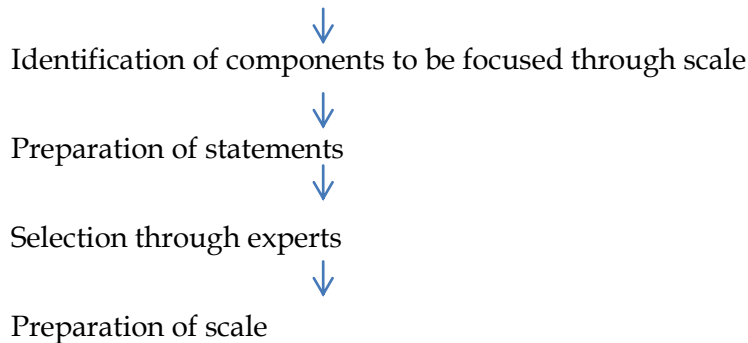 Identification of components to be focused through scale
Preparation of statements
Selection through experts
Preparation of scale